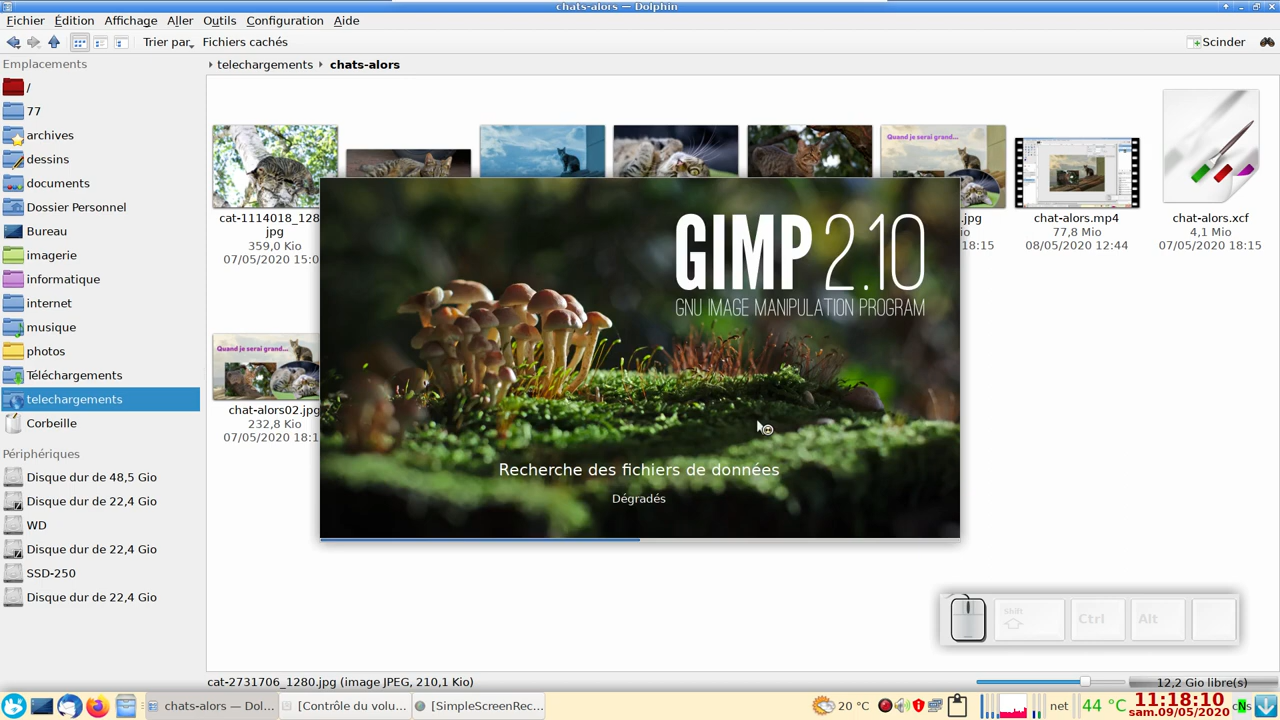 chats-alors — Dolphin
Fichier Édition Affichage Aller Outils Configuration Aide
Trier par Fichiers cachés Scinder
Emplacements
telechargements chats-alors
/
77
archives
dessins
documents
Dossier Personnel
Bureau
imagerie
informatique
internet
musique
photos
Téléchargements
telechargements
Corbeille
Périphériques
Disque dur de 48,5 Gio
Disque dur de 22,4 Gio
WD
Disque dur de 22,4 Gio
SSD-250
Disque dur de 22,4 Gio
Quand je serai grand...
cat-1114018_128
jpg
359,0 Kio
07/05/2020 15:0
.jpg
io
18:15
chat-alors.mp4
77,8 Mio
08/05/2020 12:44
chat-alors.xcf
4,1 Mio
07/05/2020 18:15
Quand je serai grand...
chat-alors02.jpg
232,8 Kio
07/05/2020 18:1
GIMP 2.10
GNU IMAGE MANIPULATION PROGRAM
Recherche des fichiers de données
Dégradés
Shift Ctrl Alt
cat-2731706_1280.jpg (image JPEG, 210,1 Kio)
12,2 Gio libre(s)
chats-alors — Dol...
[Contrôle du volu...
[SimpleScreenRec...
20 °C
net
44 °C
11:18:10
sam.09/05/2020